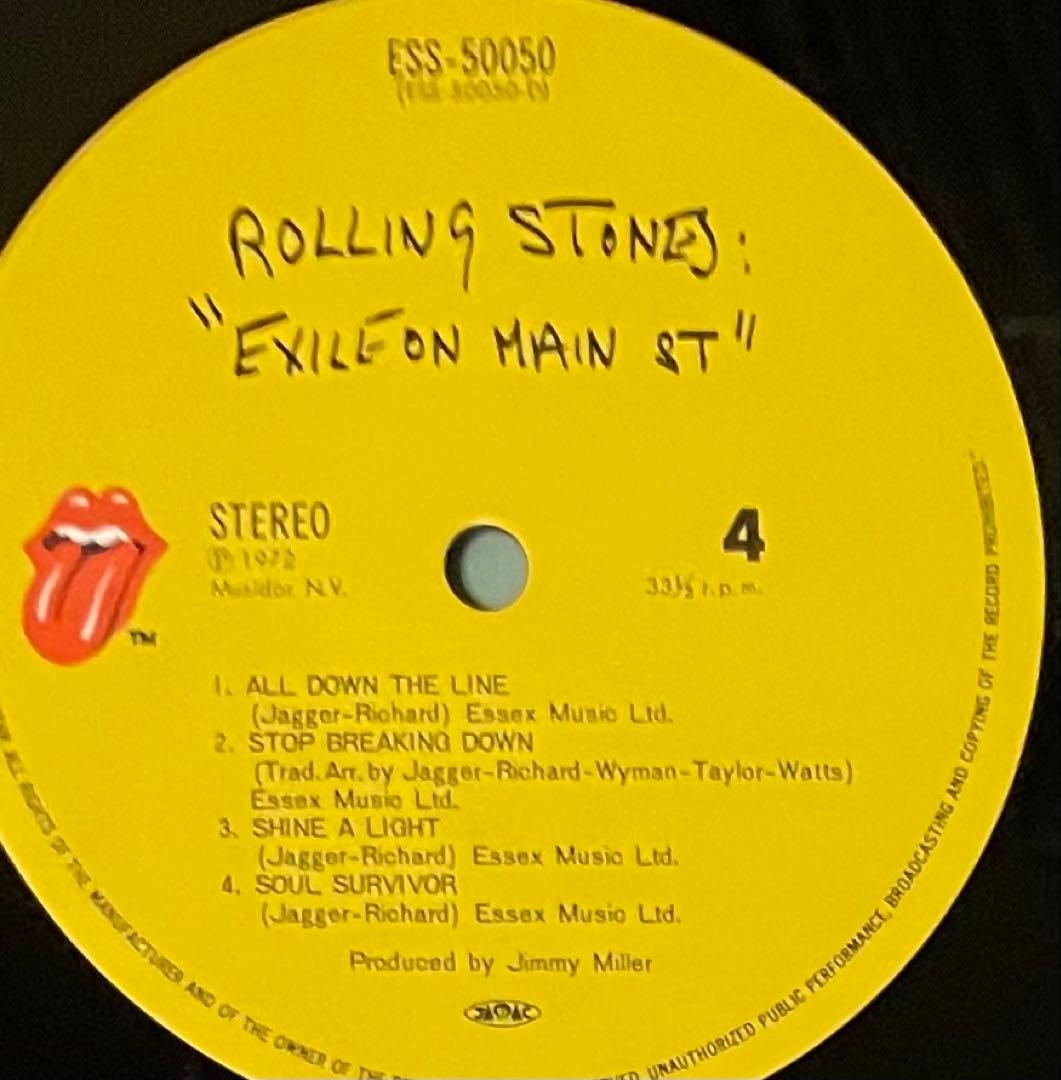 ESS-50050
(ESS 50050-D)
ROLLING STONES:
"EXILE ON MAIN ST"
STEREO
4
Ⓟ 1972
Musidor N.V.
33⅓ r.p.m.
TM
1. ALL DOWN THE LINE
(Jagger-Richard) Essex Music Ltd.
2. STOP BREAKING DOWN
(Trad. Arr. by Jagger-Richard-Wyman-Taylor-Watts)
Essex Music Ltd.
3. SHINE A LIGHT
(Jagger-Richard) Essex Music Ltd.
4. SOUL SURVIVOR
(Jagger-Richard) Essex Music Ltd.
Produced by Jimmy Miller
JASRAC
ALL RIGHTS OF THE MANUFACTURER AND OF THE OWNER OF THE
UNAUTHORIZED PUBLIC PERFORMANCE, BROADCASTING AND COPYING OF THE RECORD PROHIBITED."